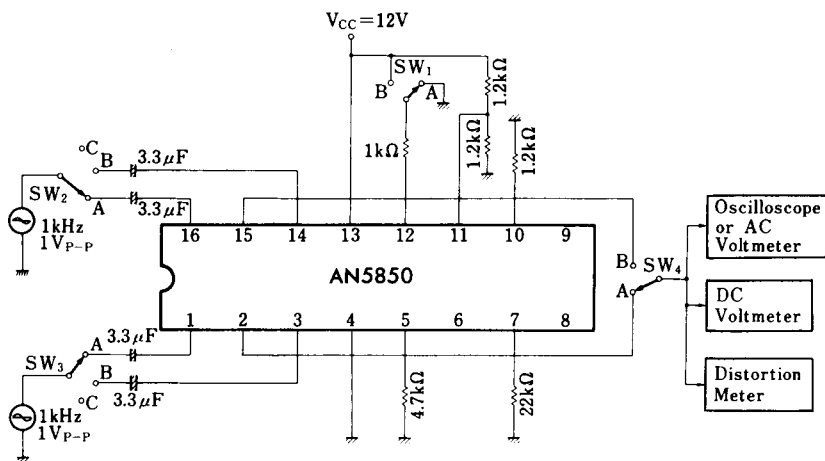 V_CC=12V
SW₁
B
A
1.2kΩ
1kΩ
1.2kΩ
1.2kΩ
C
B
3.3μF
SW₂
A
3.3μF
1kHz
1V_P-P
16 15 14 13 12 11 10 9
AN5850
1 2 3 4 5 6 7 8
B
SW₄
A
Oscilloscope
or AC
Voltmeter
DC
Voltmeter
Distortion
Meter
3.3μF
A
SW₃
B
C
3.3μF
1kHz
1V_P-P
4.7kΩ
22kΩ